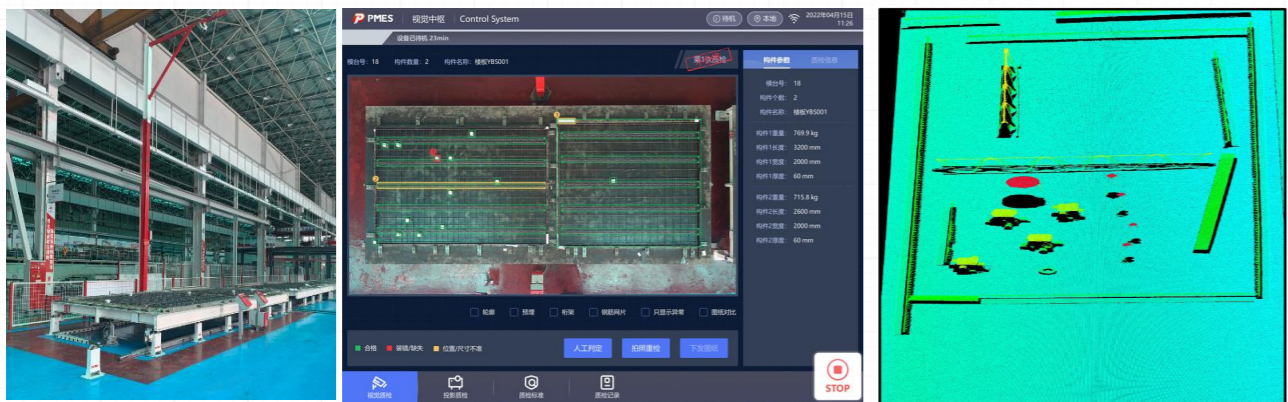 PMES 视觉中枢 Control System
待机
本地
2022年04月15日
11:26
设备已待机 23min
模台号: 18 构件数量: 2 构件名称: 楼板YBS001
第1次质检
构件参数 质检信息
模台号: 18
构件个数: 2
构件名称: 楼板YBS001
构件1重量: 769.9 kg
构件1长度: 3200 mm
构件1宽度: 2000 mm
构件1厚度: 60 mm
构件2重量: 715.8 kg
构件2长度: 2600 mm
构件2宽度: 2000 mm
构件2厚度: 60 mm
轮廓 预埋 桁架 钢筋网片 只显示异常 图纸对比
合格 装错/缺失 位置/尺寸不准
人工判定 拍照重检 下发图纸
视觉质检 投影质检 质检标准 质检记录
STOP